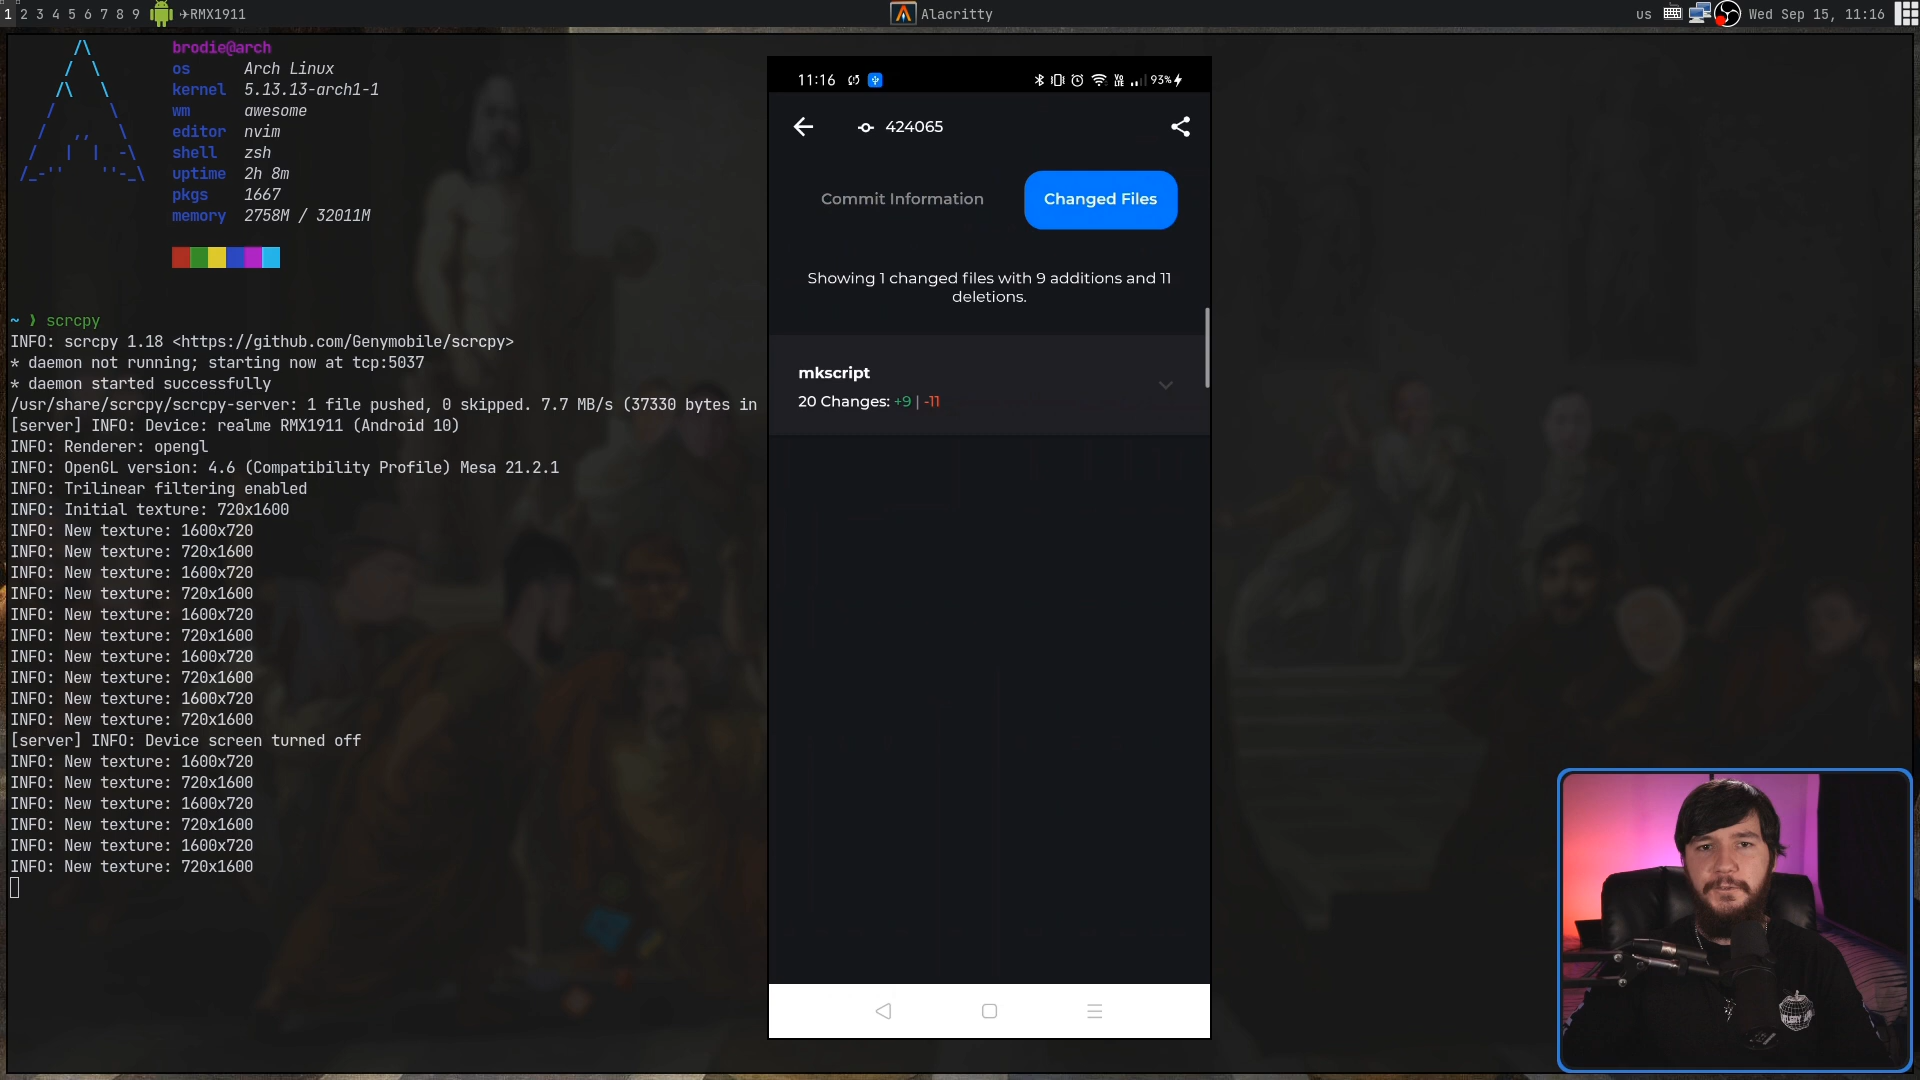 1 2 3 4 5 6 7 8 9 ✈RMX1911
Alacritty
us Wed Sep 15, 11:16
brodie@arch
os Arch Linux
kernel 5.13.13-arch1-1
wm awesome
editor nvim
shell zsh
uptime 2h 8m
pkgs 1667
memory 2758M / 32011M
~ ❯ scrcpy
INFO: scrcpy 1.18 <https://github.com/Genymobile/scrcpy>
* daemon not running; starting now at tcp:5037
* daemon started successfully
/usr/share/scrcpy/scrcpy-server: 1 file pushed, 0 skipped. 7.7 MB/s (37330 bytes in
[server] INFO: Device: realme RMX1911 (Android 10)
INFO: Renderer: opengl
INFO: OpenGL version: 4.6 (Compatibility Profile) Mesa 21.2.1
INFO: Trilinear filtering enabled
INFO: Initial texture: 720x1600
INFO: New texture: 1600x720
INFO: New texture: 720x1600
INFO: New texture: 1600x720
INFO: New texture: 720x1600
INFO: New texture: 1600x720
INFO: New texture: 720x1600
INFO: New texture: 1600x720
INFO: New texture: 720x1600
INFO: New texture: 1600x720
INFO: New texture: 720x1600
[server] INFO: Device screen turned off
INFO: New texture: 1600x720
INFO: New texture: 720x1600
INFO: New texture: 1600x720
INFO: New texture: 720x1600
INFO: New texture: 1600x720
INFO: New texture: 720x1600
11:16 93%
424065
Commit Information Changed Files
Showing 1 changed files with 9 additions and 11
deletions.
mkscript
20 Changes: +9 | -11